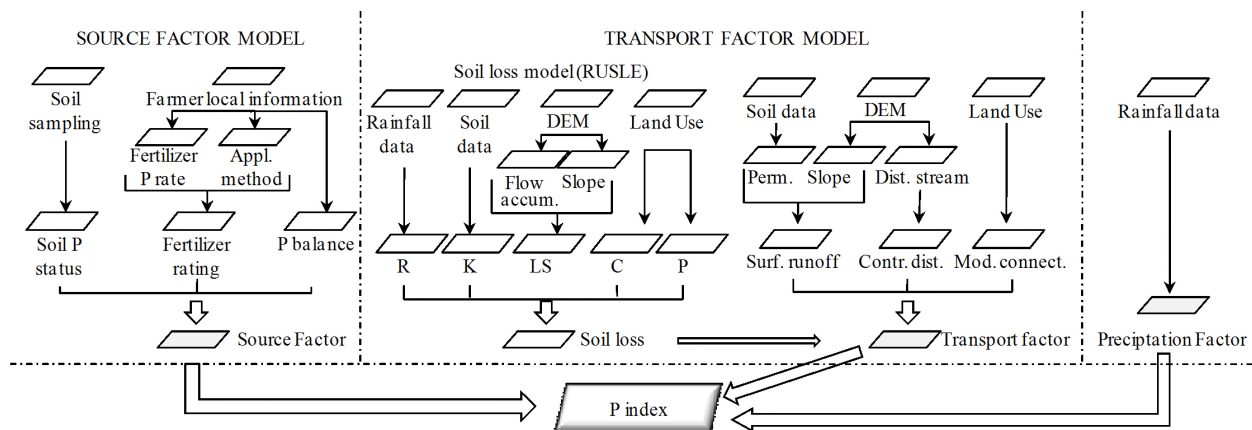 SOURCE FACTOR MODEL
TRANSPORT FACTOR MODEL
Soil
sampling
Farmer local information
Fertilizer
P rate
Appl.
method
Soil P
status
Fertilizer
rating
P balance
Source Factor
Soil loss model (RUSLE)
Rainfall
data
Soil
data
DEM
Land Use
Flow
accum.
Slope
R
K
LS
C
P
Soil loss
Soil data
DEM
Land Use
Perm.
Slope
Dist. stream
Surf. runoff
Contr. dist.
Mod. connect.
Transport factor
Rainfall data
Preciptation Factor
P index